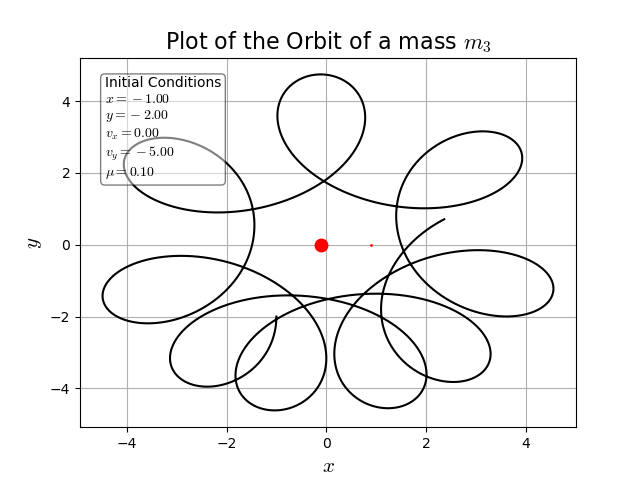 Plot of the Orbit of a mass m₃
Initial Conditions
x = −1.00
y = −2.00
vₓ = 0.00
v_y = −5.00
μ = 0.10
y
4
2
0
−2
−4
−4 −2 0 2 4
x